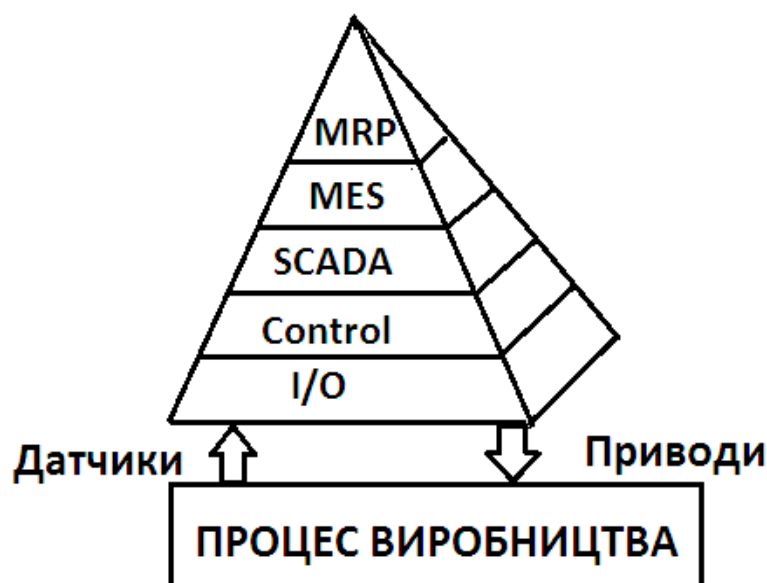 MRP
MES
SCADA
Control
I/O
Датчики
Приводи
ПРОЦЕС ВИРОБНИЦТВА